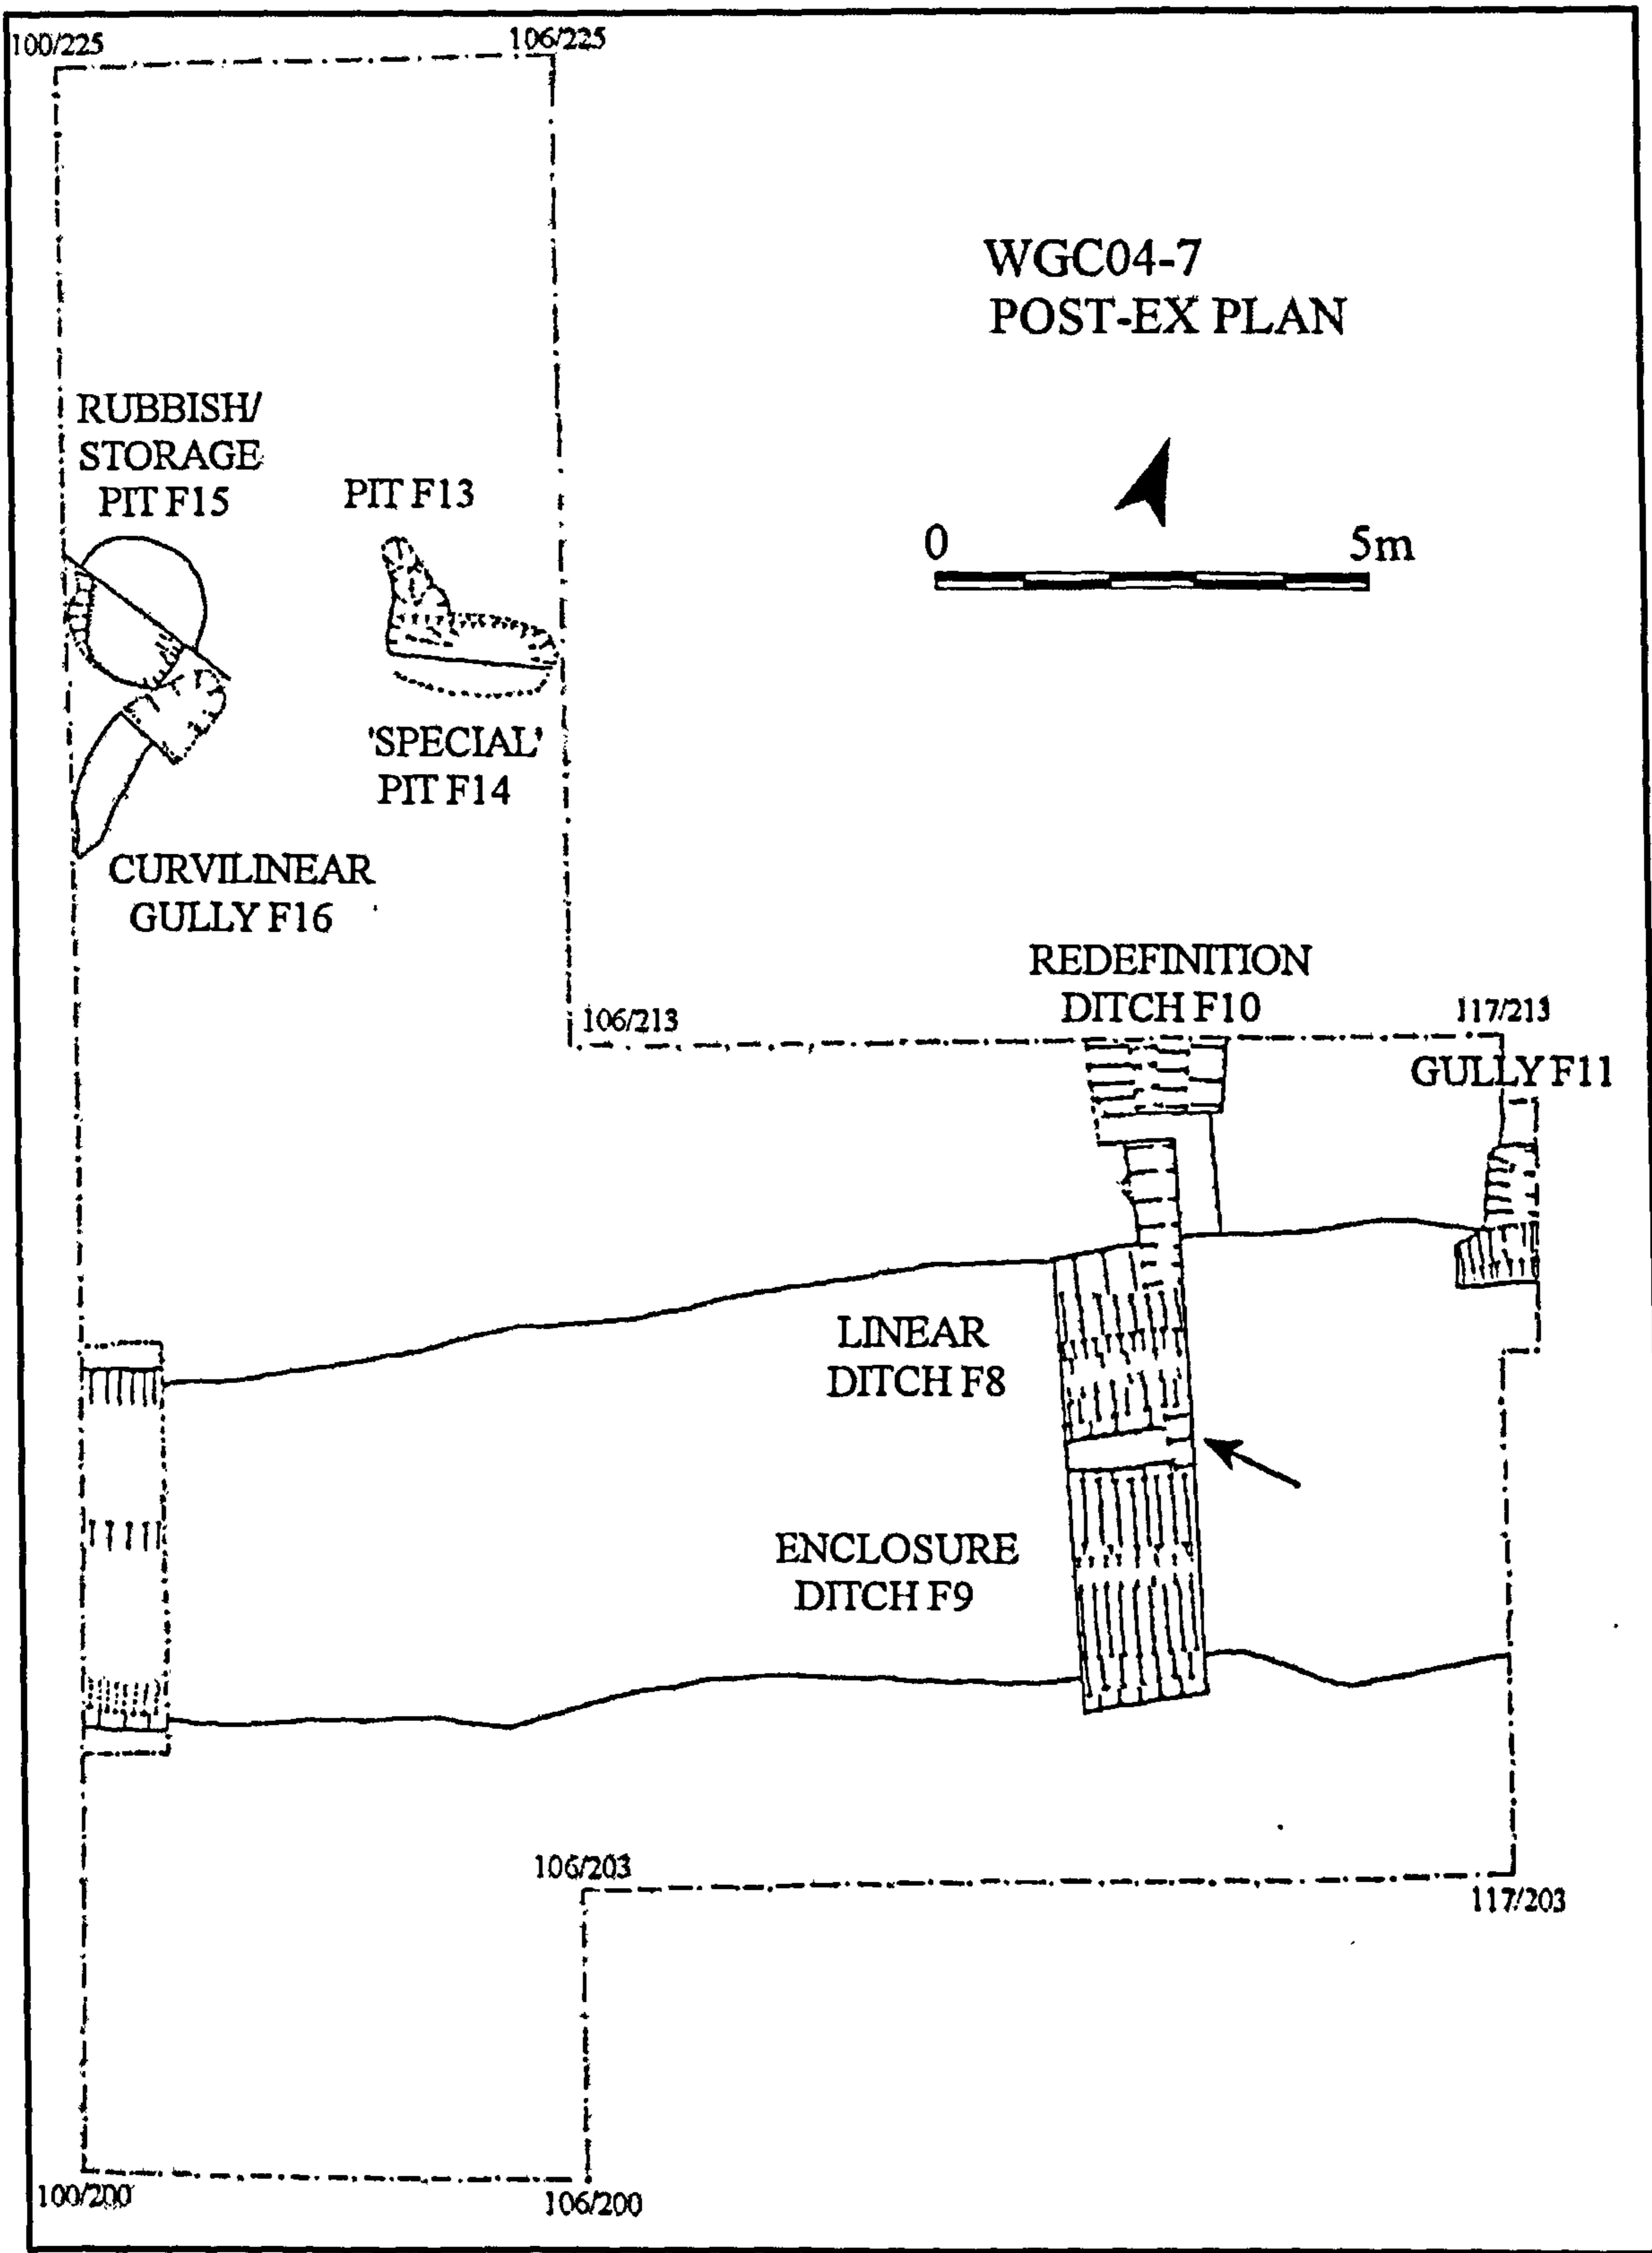 100/225
106/225
WGC04-7
POST-EX PLAN
RUBBISH/
STORAGE
PIT F15
PIT F13
0
5m
'SPECIAL'
PIT F14
CURVILINEAR
GULLY F16
REDEFINITION
DITCH F10
106/213
117/213
GULLY F11
LINEAR
DITCH F8
ENCLOSURE
DITCH F9
106/203
117/203
100/200
106/200